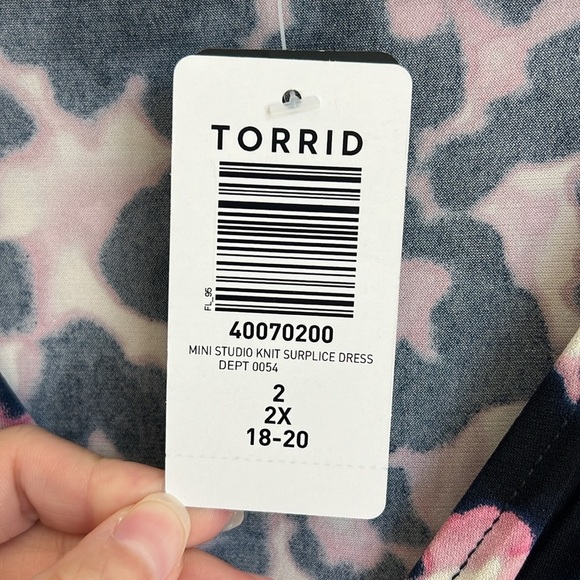 TORRID
FL_95
40070200
MINI STUDIO KNIT SURPLICE DRESS
DEPT 0054
2
2X
18-20